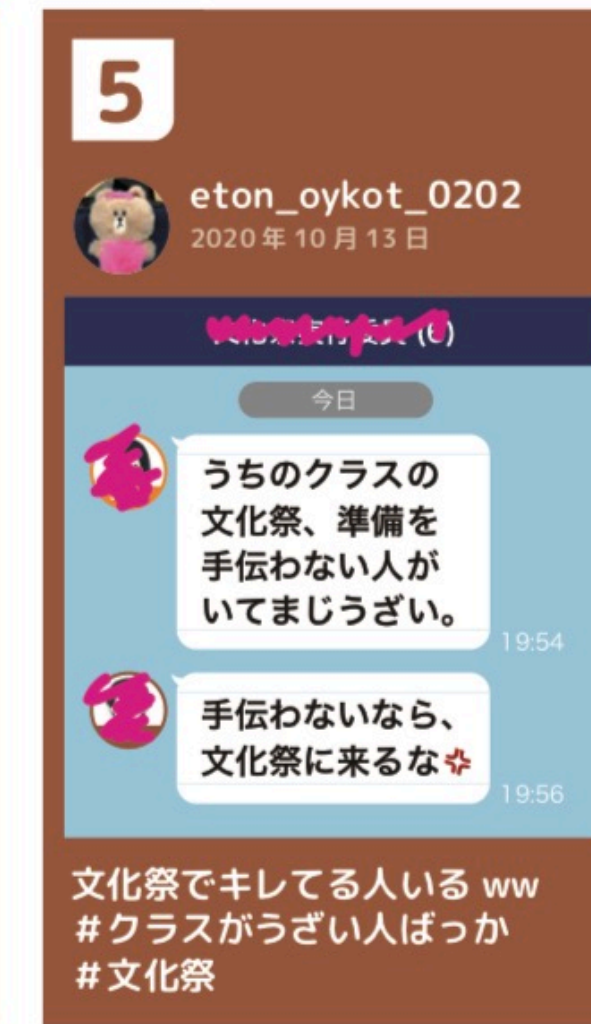 5
eton_oykot_0202
2020年10月13日
(6)
今日
うちのクラスの
文化祭、準備を
手伝わない人が
いてまじうざい。
19:54
手伝わないなら、
文化祭に来るな
19:56
文化祭でキレてる人いる ww
#クラスがうざい人ばっか
#文化祭